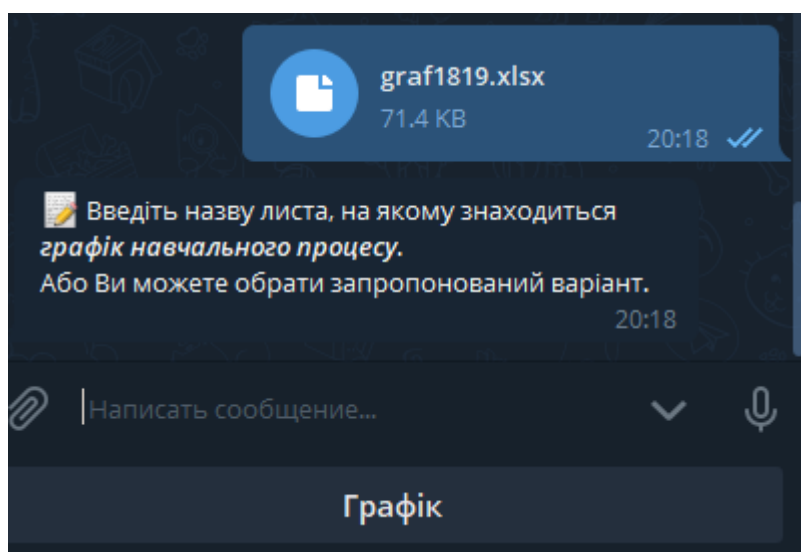 graf1819.xlsx
71.4 KB
20:18
📝 Введіть назву листа, на якому знаходиться
графік навчального процесу.
Або Ви можете обрати запропонований варіант.
20:18
Написать сообщение...
Графік